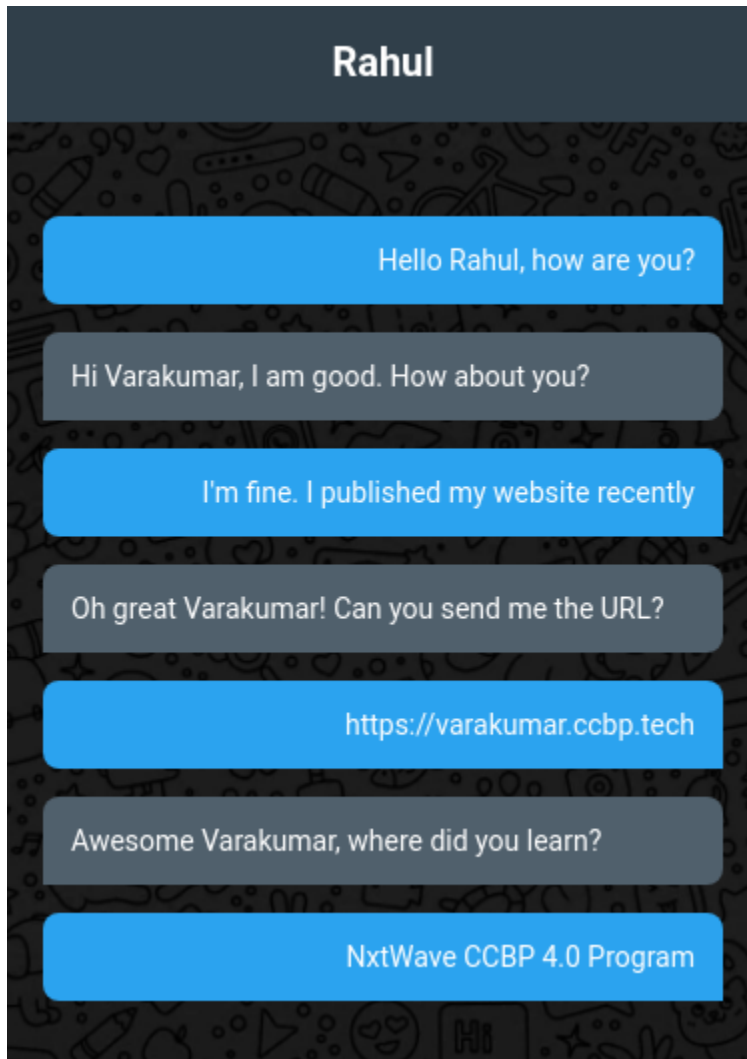 Rahul
Hello Rahul, how are you?
Hi Varakumar, I am good. How about you?
I'm fine. I published my website recently
Oh great Varakumar! Can you send me the URL?
https://varakumar.ccbp.tech
Awesome Varakumar, where did you learn?
NxtWave CCBP 4.0 Program
Hi